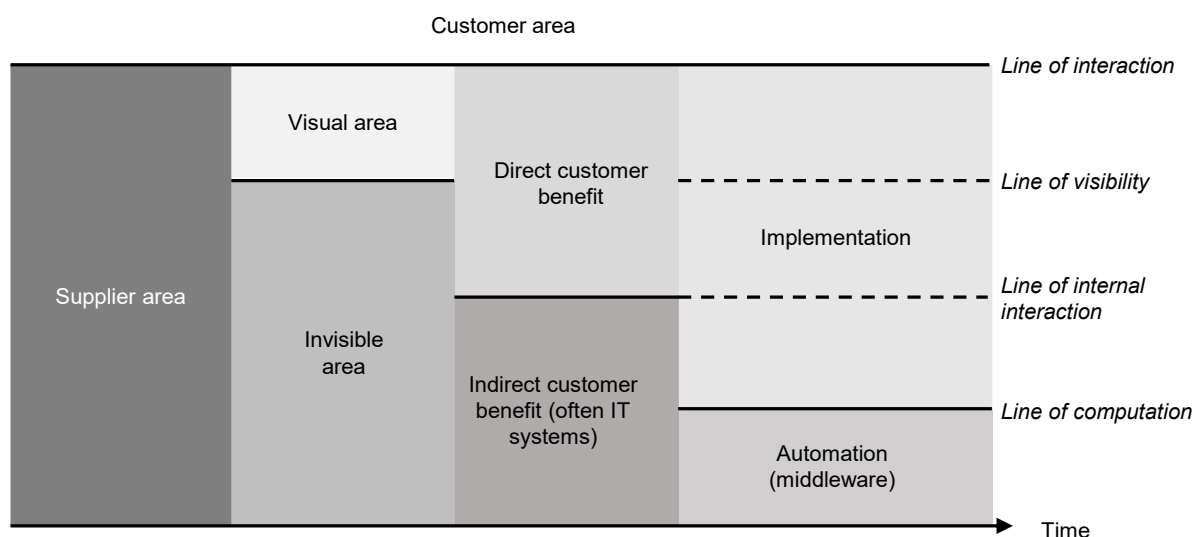 Customer area
Line of interaction
Visual area
Direct customer
benefit
Line of visibility
Implementation
Supplier area
Line of internal
interaction
Invisible
area
Indirect customer
benefit (often IT
systems)
Line of computation
Automation
(middleware)
Time